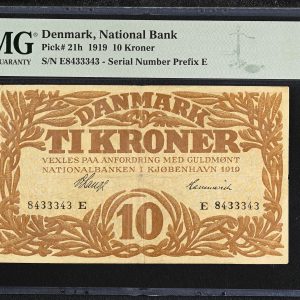 MG Denmark, National Bank
GUARANTY Pick# 21h 1919 10 Kroner
S/N E8433343 - Serial Number Prefix E
DANMARK
TI KRONER
VEXLES PAA ANFORDRING MED GULDMØNT
NATIONALBANKEN I KJØBENHAVN 1919
8433343 E E 8433343
10